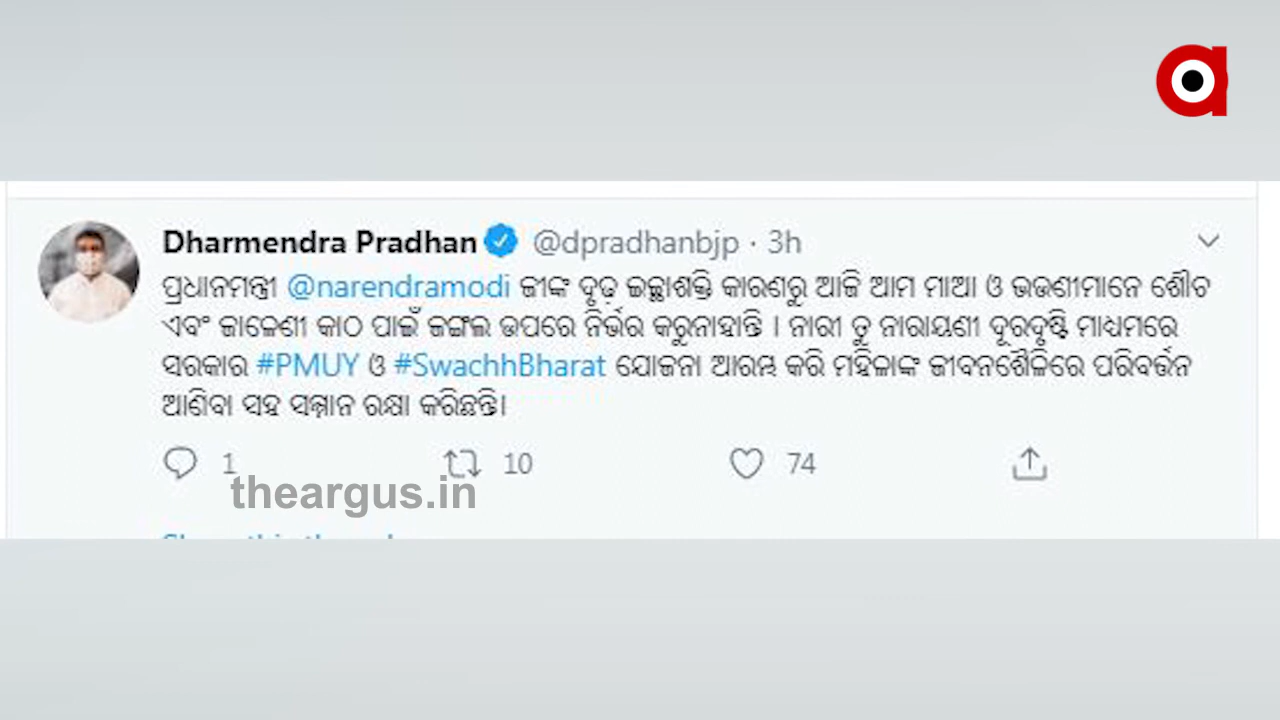 Dharmendra Pradhan @dpradhanbjp · 3h
ପ୍ରଧାନମନ୍ତ୍ରୀ @narendramodi ଜୀଙ୍କ ଦୃଢ଼ ଇଚ୍ଛାଶକ୍ତି କାରଣରୁ ଆଜି ଆମ ମାଆ ଓ ଭଉଣୀମାନେ ଶୌଚ
ଏବଂ ଜାଳେଣୀ କାଠ ପାଇଁ ଜଙ୍ଗଲ ଉପରେ ନିର୍ଭର କରୁନାହାନ୍ତି । ନାରୀ ତୁ ନାରାୟଣୀ ଦୂରଦୃଷ୍ଟି ମାଧ୍ୟମରେ
ସରକାର #PMUY ଓ #SwachhBharat ଯୋଜନା ଆରମ୍ଭ କରି ମହିଳାଙ୍କ ଜୀବନଶୈଳିରେ ପରିବର୍ତ୍ତନ
ଆଣିବା ସହ ସମ୍ମାନ ରକ୍ଷା କରିଛନ୍ତି।
1 10 74
theargus.in